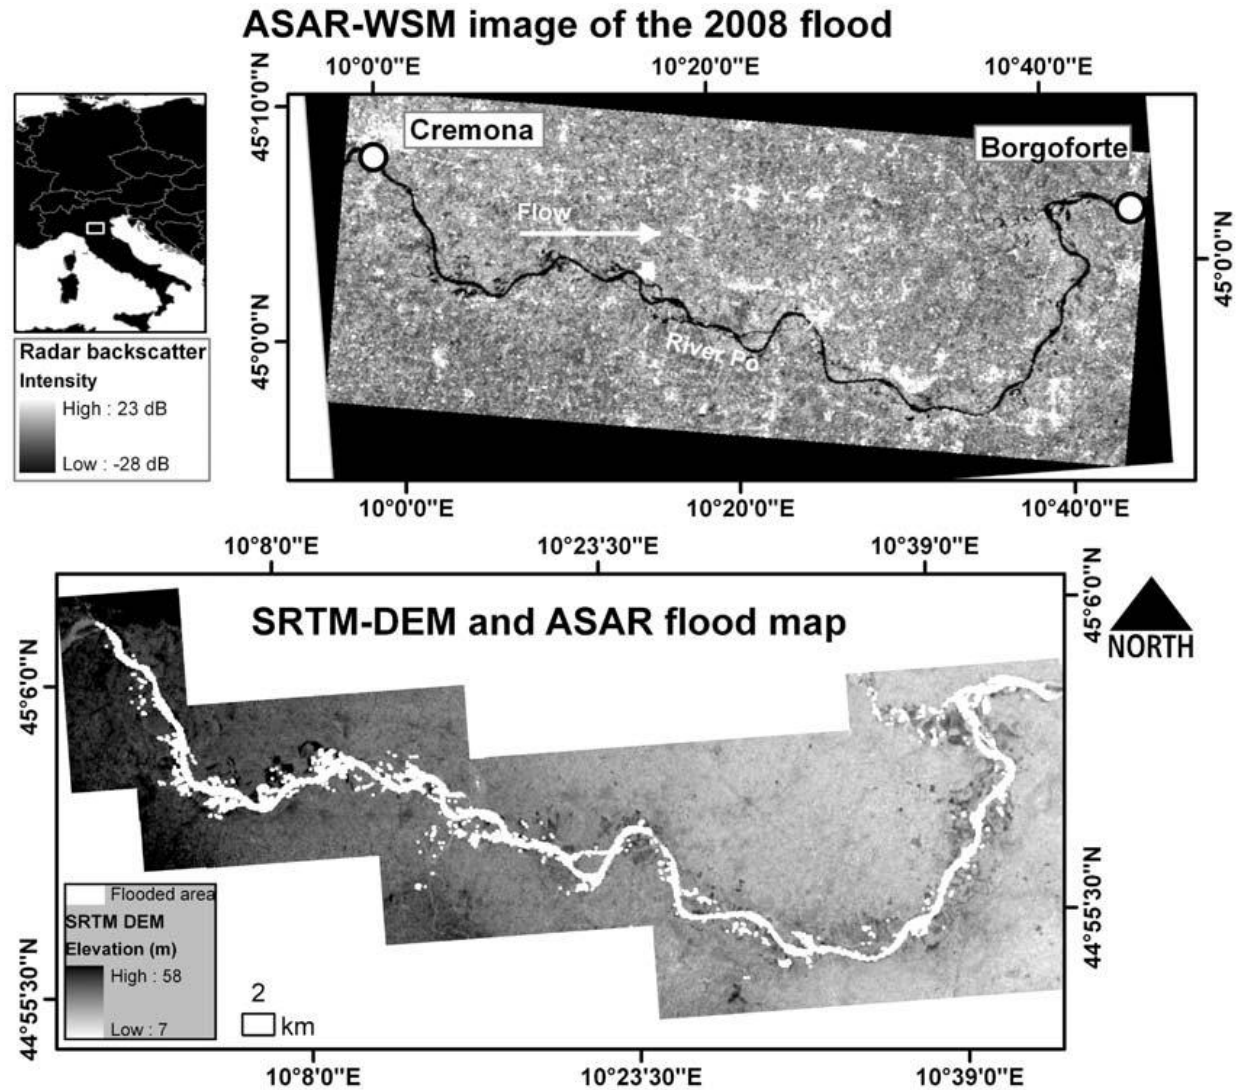 ASAR-WSM image of the 2008 flood
10°0'0"E
10°20'0"E
10°40'0"E
45°10'0"N
45°0'0"N
45°0'0"N
Cremona
Borgoforte
Flow
River Po
Radar backscatter
Intensity
High : 23 dB
Low : -28 dB
10°0'0"E
10°20'0"E
10°40'0"E
10°8'0"E
10°23'30"E
10°39'0"E
SRTM-DEM and ASAR flood map
45°6'0"N
NORTH
45°6'0"N
44°55'30"N
44°55'30"N
Flooded area
SRTM DEM
Elevation (m)
High : 58
Low : 7
2
km
10°8'0"E
10°23'30"E
10°39'0"E